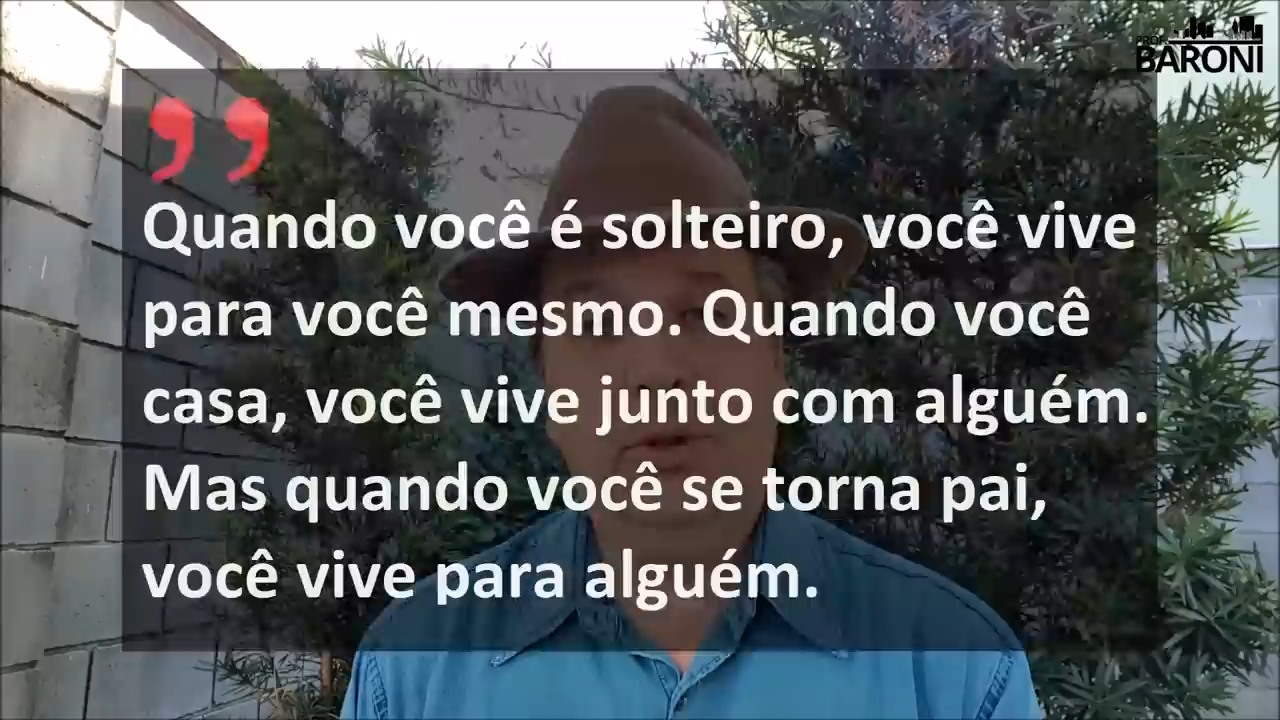 PROF.
BARONI
Quando você é solteiro, você vive
para você mesmo. Quando você
casa, você vive junto com alguém.
Mas quando você se torna pai,
você vive para alguém.